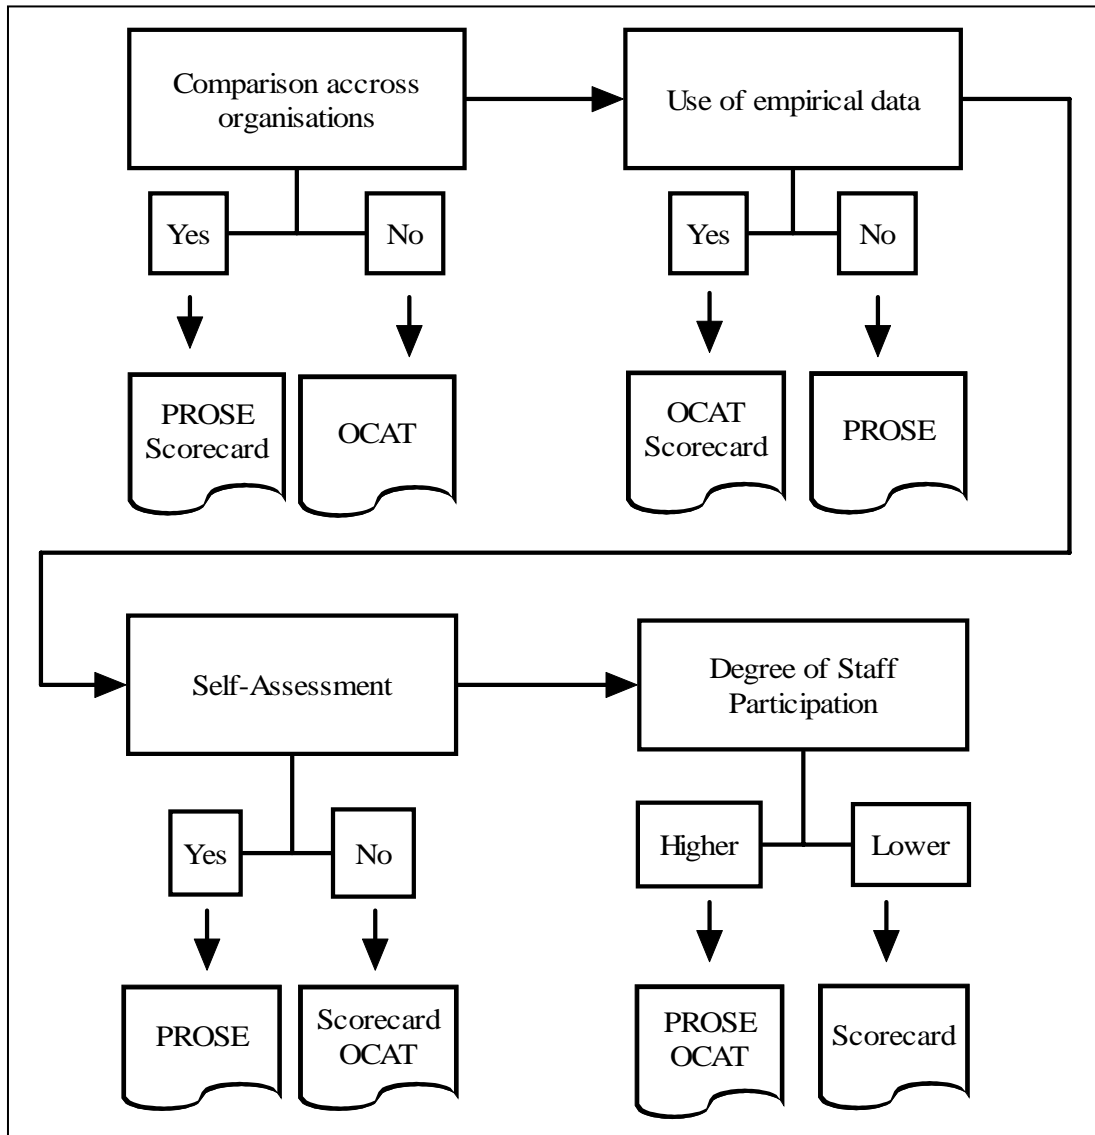 Comparison accross
organisations
Use of empirical data
Yes
No
Yes
No
PROSE
Scorecard
OCAT
OCAT
Scorecard
PROSE
Self-Assessment
Degree of Staff
Participation
Yes
No
Higher
Lower
PROSE
Scorecard
OCAT
PROSE
OCAT
Scorecard